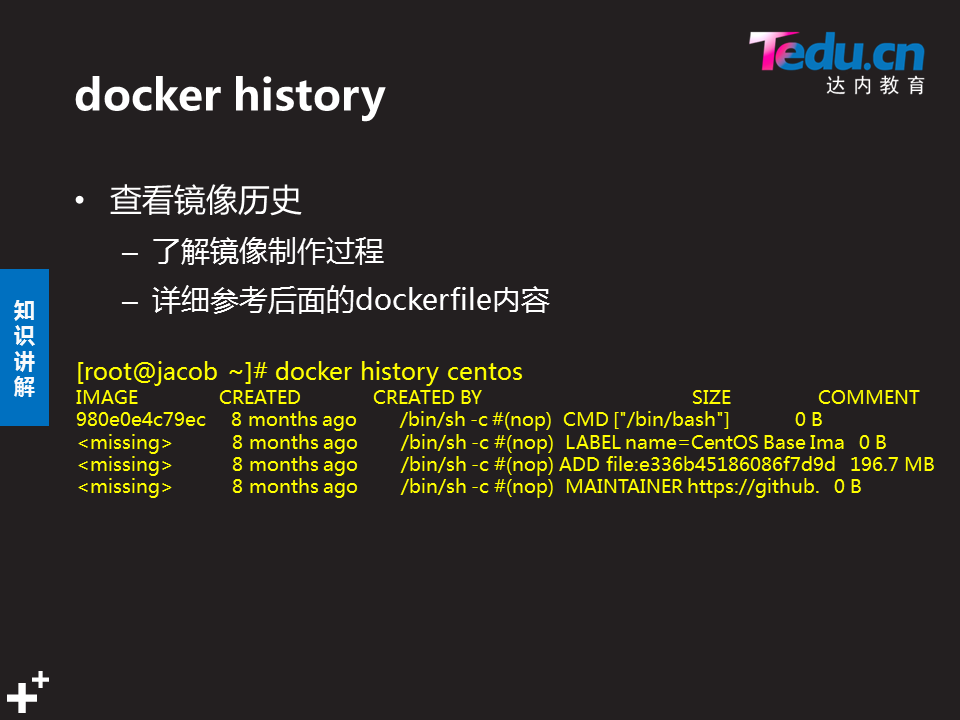 Tedu.cn
达内教育
docker history
• 查看镜像历史
– 了解镜像制作过程
– 详细参考后面的dockerfile内容
知识讲解
[root@jacob ~]# docker history centos
IMAGE CREATED CREATED BY SIZE COMMENT
980e0e4c79ec 8 months ago /bin/sh -c #(nop) CMD ["/bin/bash"] 0 B
<missing> 8 months ago /bin/sh -c #(nop) LABEL name=CentOS Base Ima 0 B
<missing> 8 months ago /bin/sh -c #(nop) ADD file:e336b45186086f7d9d 196.7 MB
<missing> 8 months ago /bin/sh -c #(nop) MAINTAINER https://github. 0 B